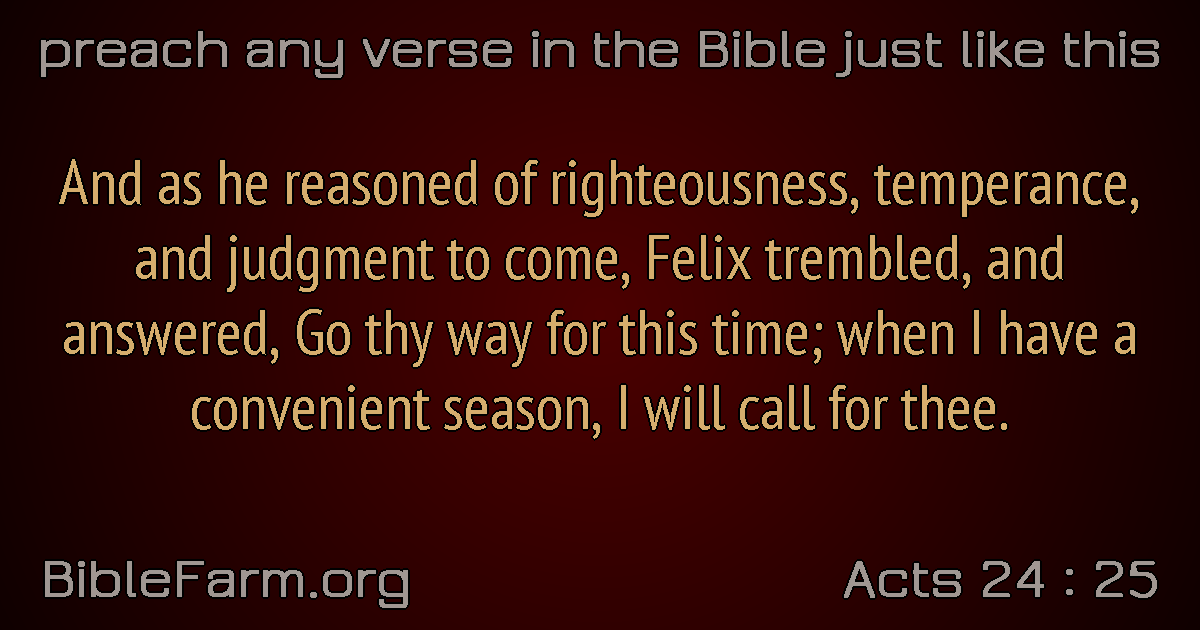 preach any verse in the Bible just like this
And as he reasoned of righteousness, temperance,
and judgment to come, Felix trembled, and
answered, Go thy way for this time; when I have a
convenient season, I will call for thee.
BibleFarm.org
Acts 24 : 25